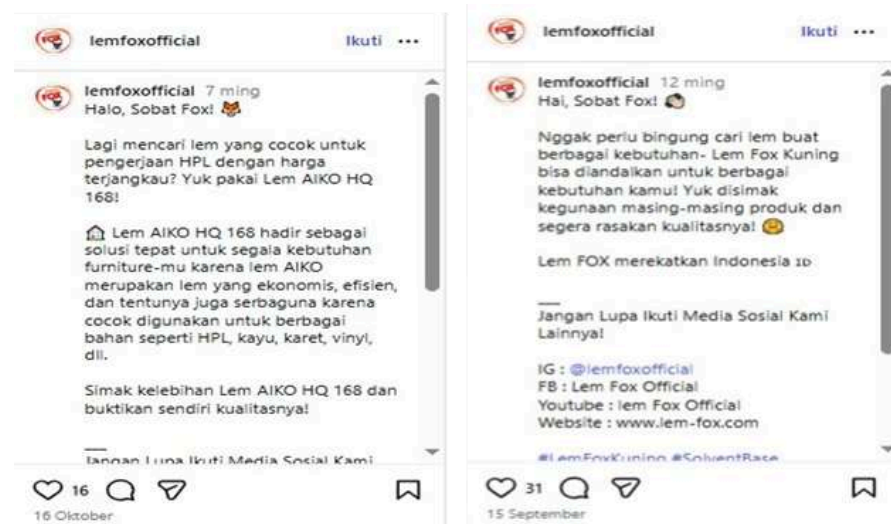 lemfoxofficial
Ikuti
lemfoxofficial 7 ming
Halo, Sobat Fox! 🦊
Lagi mencari lem yang cocok untuk
pengerjaan HPL dengan harga
terjangkau? Yuk pakai Lem AIKO HQ
168!
🏠 Lem AIKO HQ 168 hadir sebagai
solusi tepat untuk segala kebutuhan
furniture-mu karena lem AIKO
merupakan lem yang ekonomis, efisien,
dan tentunya juga serbaguna karena
cocok digunakan untuk berbagai
bahan seperti HPL, kayu, karet, vinyl,
dll.
Simak kelebihan Lem AIKO HQ 168 dan
buktikan sendiri kualitasnya!
Jangan Lupa Ikuti Media Sosial Kami
16
16 Oktober
lemfoxofficial
Ikuti
lemfoxofficial 12 ming
Hai, Sobat Fox!
Nggak perlu bingung cari lem buat
berbagai kebutuhan- Lem Fox Kuning
bisa diandalkan untuk berbagai
kebutuhan kamu! Yuk disimak
kegunaan masing-masing produk dan
segera rasakan kualitasnya!
Lem FOX merekatkan Indonesia ID
Jangan Lupa Ikuti Media Sosial Kami
Lainnya!
IG : @lemfoxofficial
FB : Lem Fox Official
Youtube : lem Fox Official
Website : www.lem-fox.com
#LemFoxKuning #SolventBase
31
15 September